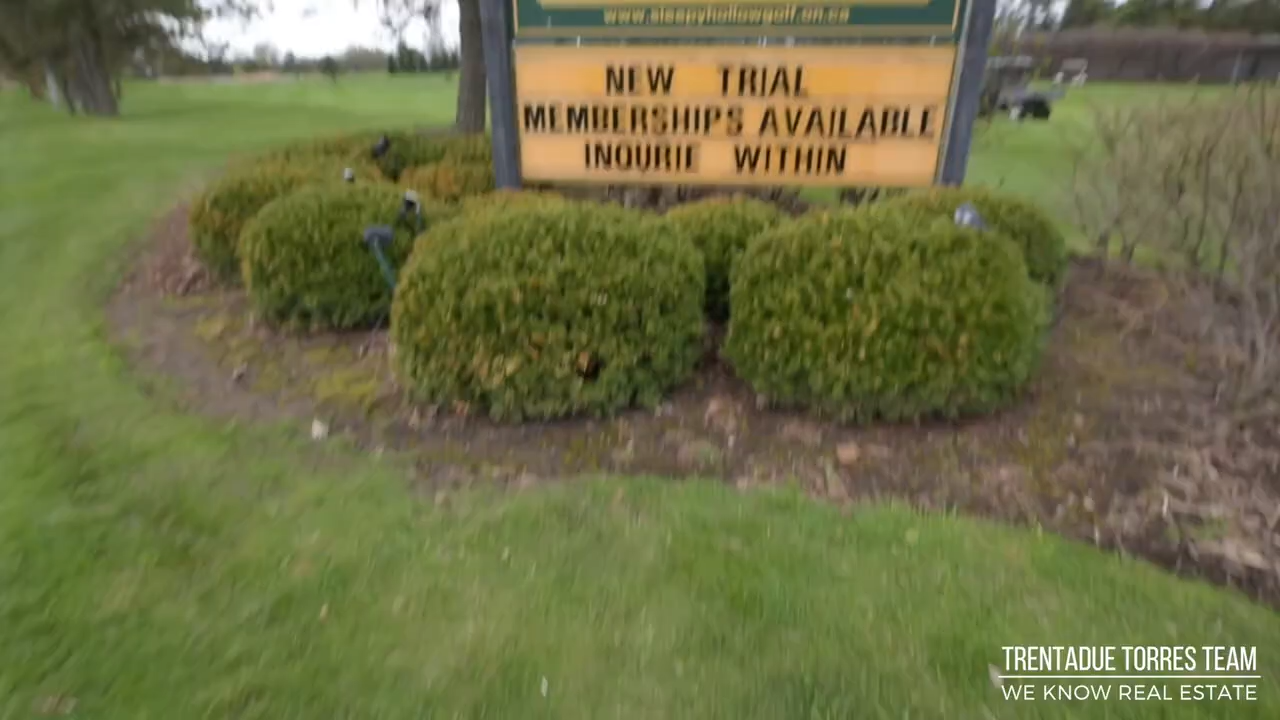 www.sleepyhollowgolf.on.ca
NEW TRIAL
MEMBERSHIPS AVAILABLE
INQURIE WITHIN
TRENTADUE TORRES TEAM
WE KNOW REAL ESTATE